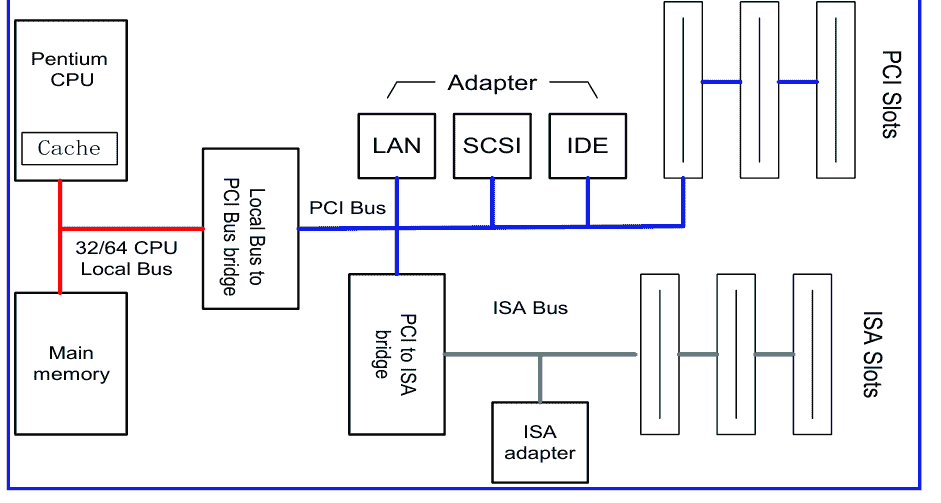 Pentium
CPU
Cache
Adapter
LAN
SCSI
IDE
PCI Slots
Local Bus to
PCI Bus bridge
PCI Bus
32/64 CPU
Local Bus
Main
memory
PCI to ISA
bridge
ISA Bus
ISA Slots
ISA
adapter